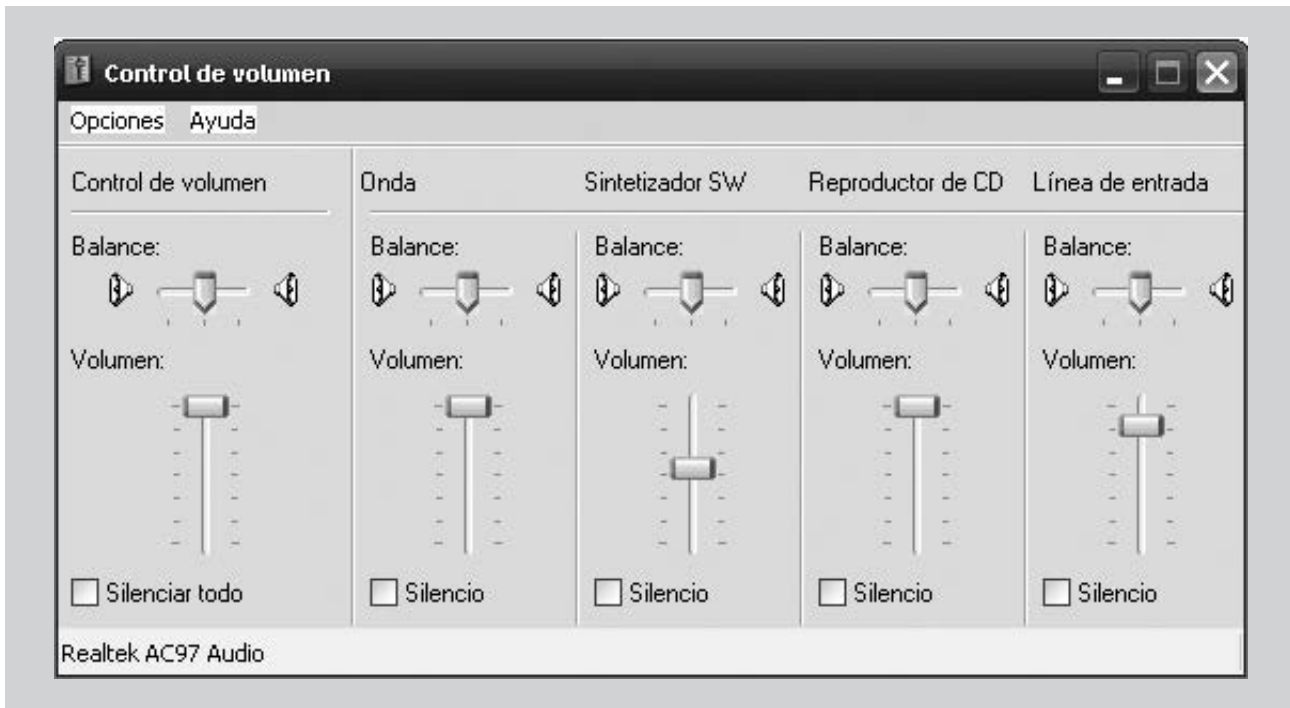 Control de volumen
Opciones Ayuda
Control de volumen Onda Sintetizador SW Reproductor de CD Línea de entrada
Balance: Balance: Balance: Balance: Balance:
Volumen: Volumen: Volumen: Volumen: Volumen:
Silenciar todo Silencio Silencio Silencio Silencio
Realtek AC97 Audio